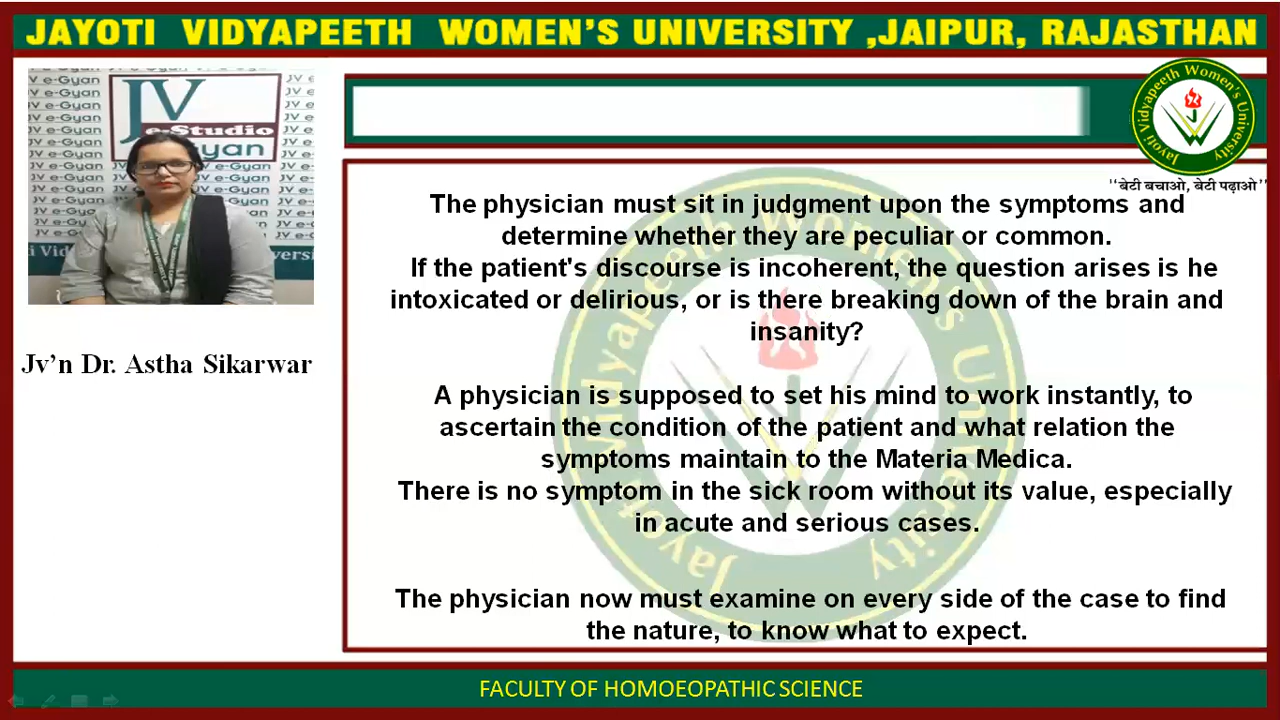 JAYOTI VIDYAPEETH WOMEN'S UNIVERSITY ,JAIPUR, RAJASTHAN
JV
e-Studio
Gyan
JV e-Gyan
Jayoti Vidyapeeth Women's University
"बेटी बचाओ, बेटी पढ़ाओ"
Jv'n Dr. Astha Sikarwar
The physician must sit in judgment upon the symptoms and
determine whether they are peculiar or common.
If the patient's discourse is incoherent, the question arises is he
intoxicated or delirious, or is there breaking down of the brain and
insanity?
A physician is supposed to set his mind to work instantly, to
ascertain the condition of the patient and what relation the
symptoms maintain to the Materia Medica.
There is no symptom in the sick room without its value, especially
in acute and serious cases.
The physician now must examine on every side of the case to find
the nature, to know what to expect.
FACULTY OF HOMOEOPATHIC SCIENCE